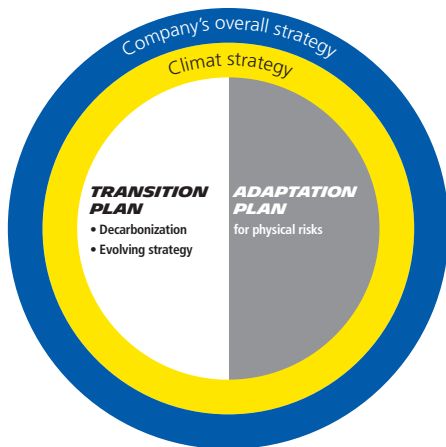 Company's overall strategy
Climat strategy
TRANSITION
PLAN
• Decarbonization
• Evolving strategy
ADAPTATION
PLAN
for physical risks